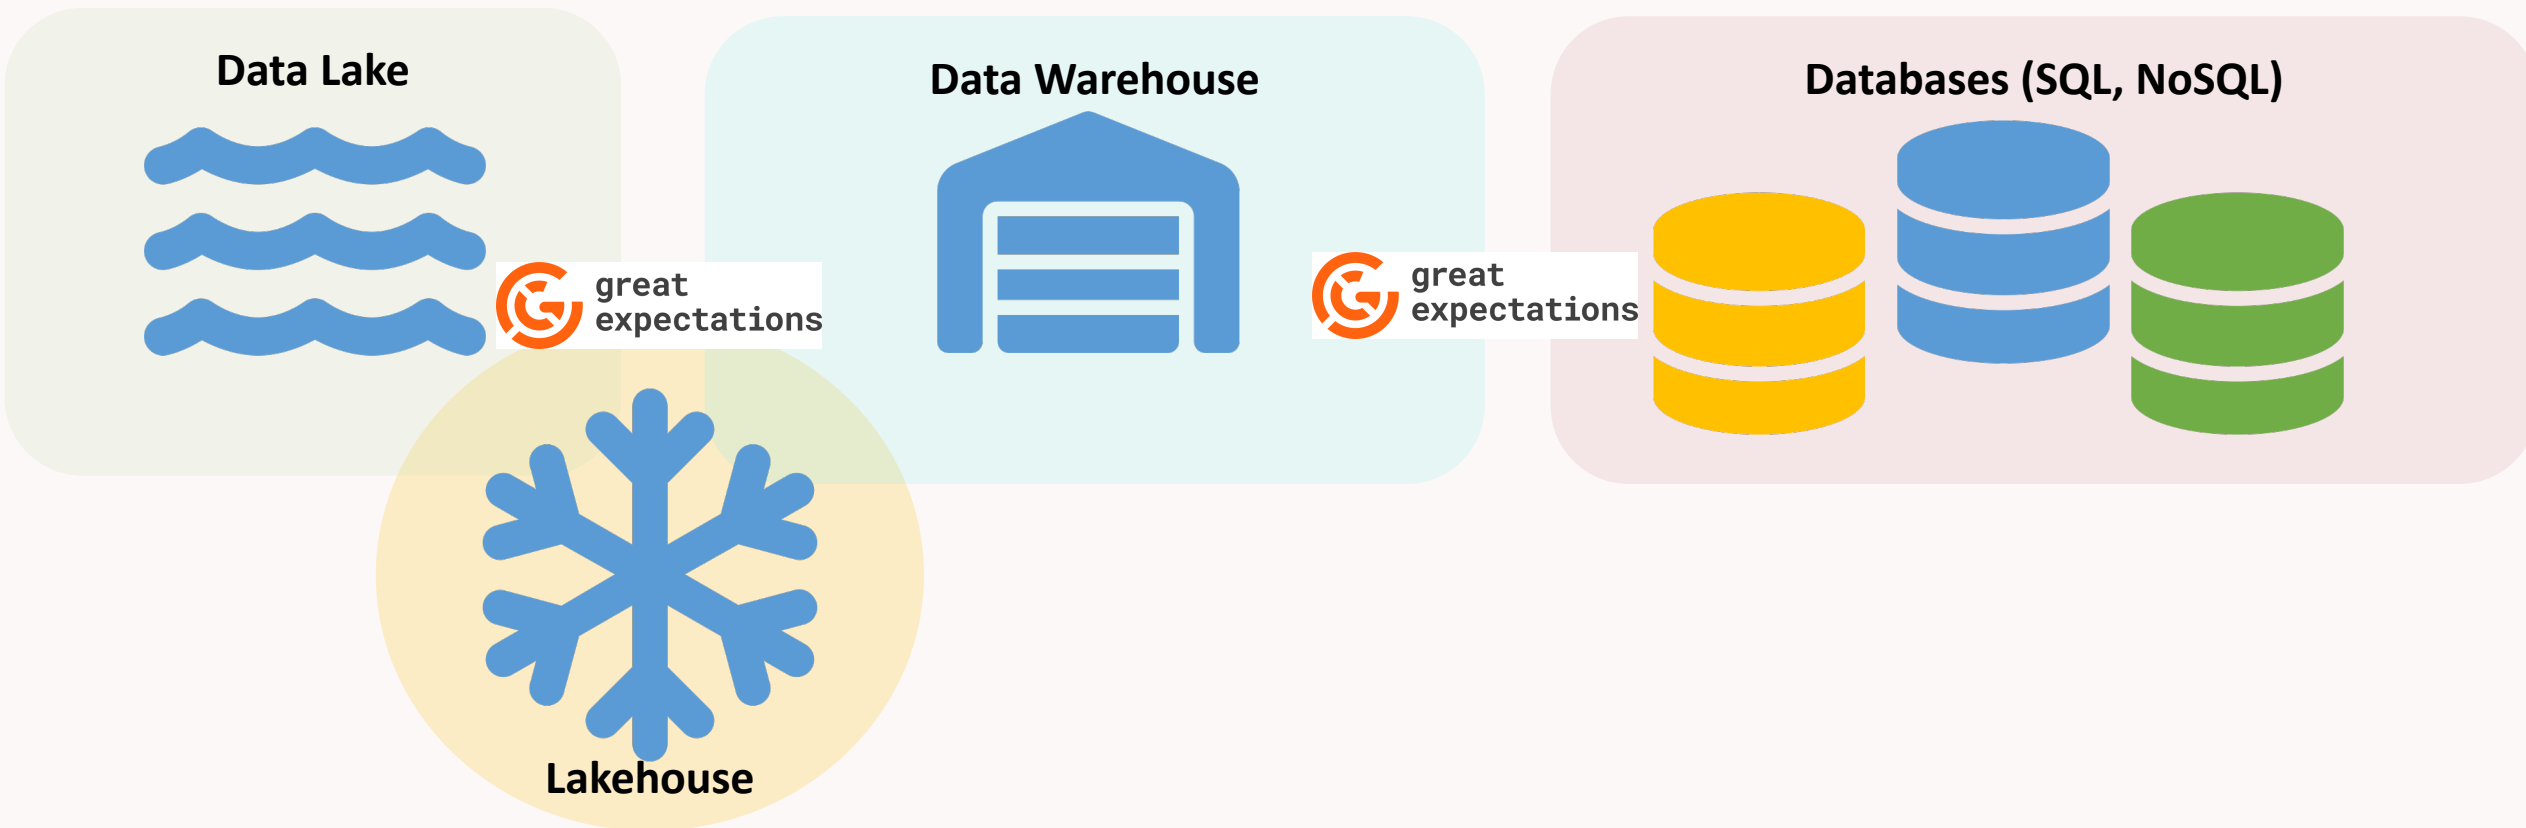 Data Lake
Data Warehouse
Databases (SQL, NoSQL)
great
expectations
great
expectations
Lakehouse